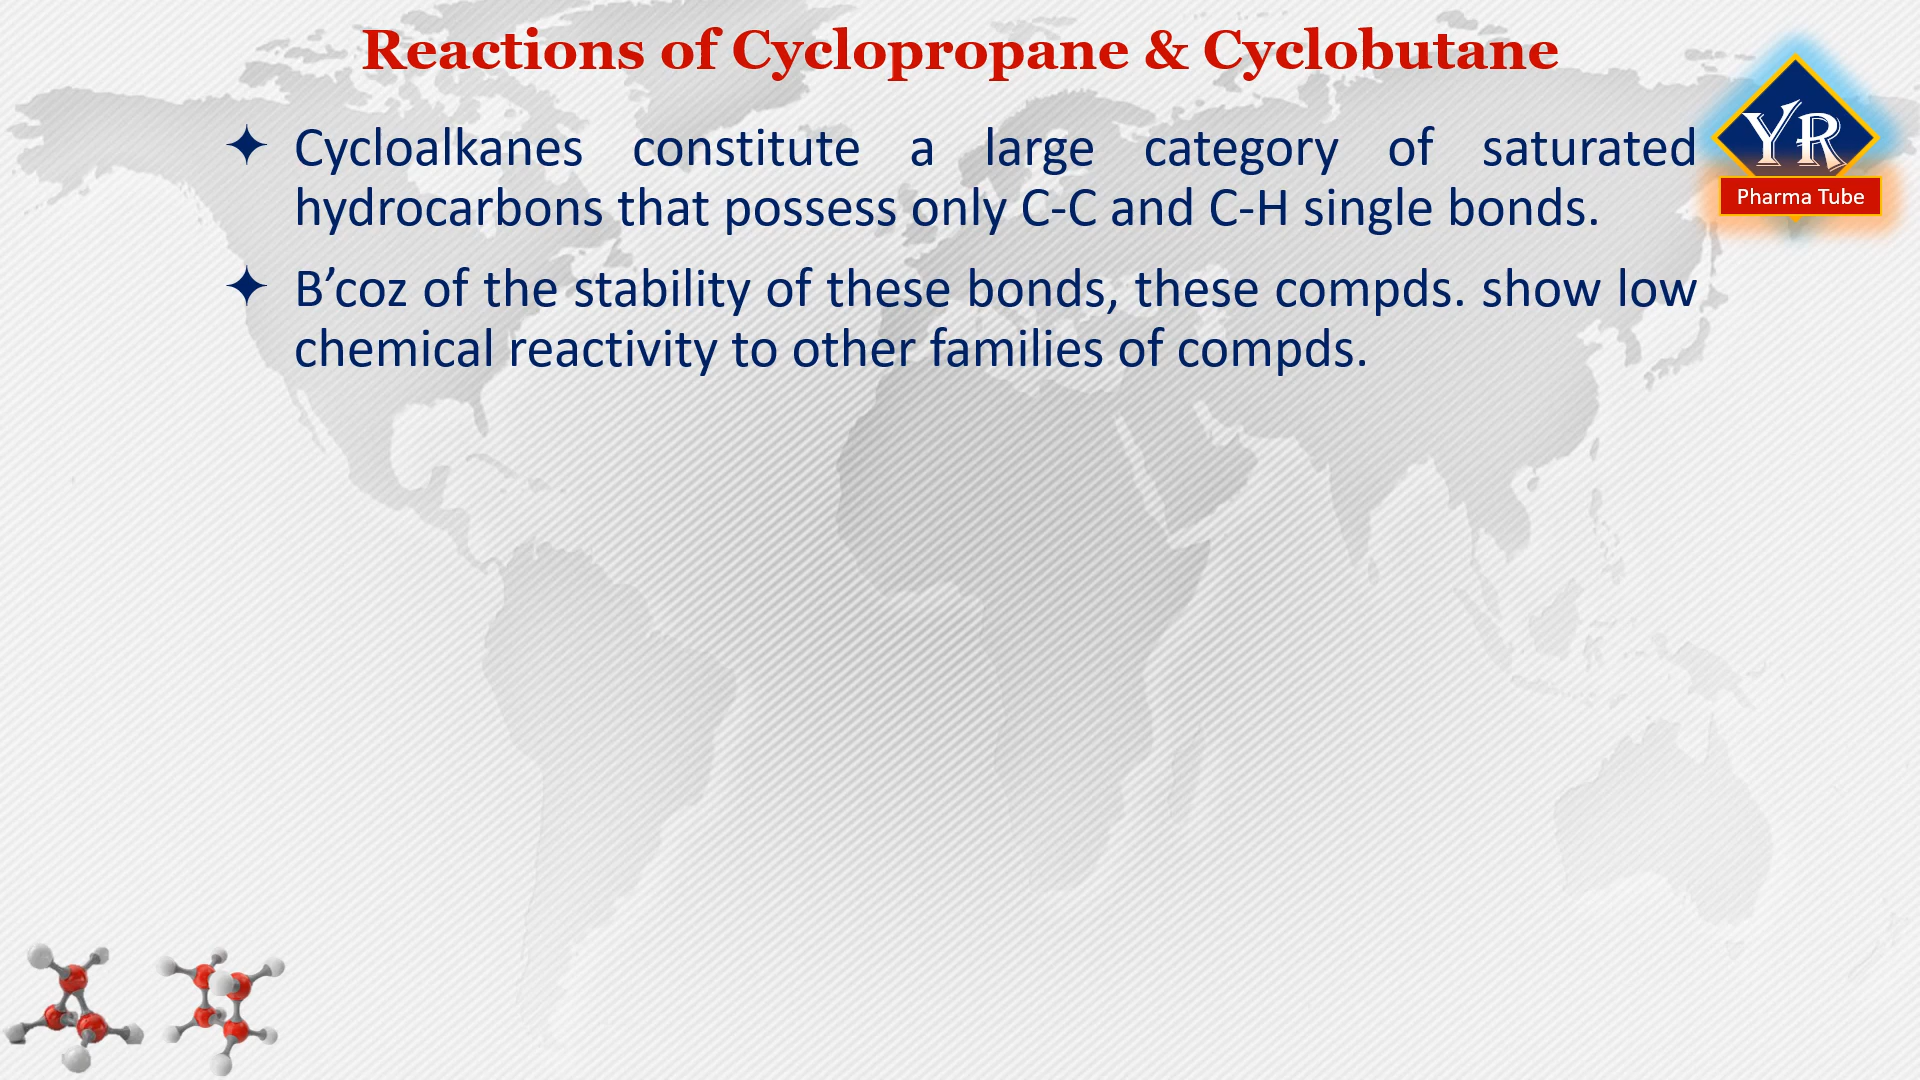 Reactions of Cyclopropane & Cyclobutane
✦ Cycloalkanes constitute a large category of saturated
hydrocarbons that possess only C-C and C-H single bonds.
✦ B’coz of the stability of these bonds, these compds. show low
chemical reactivity to other families of compds.
YR
Pharma Tube